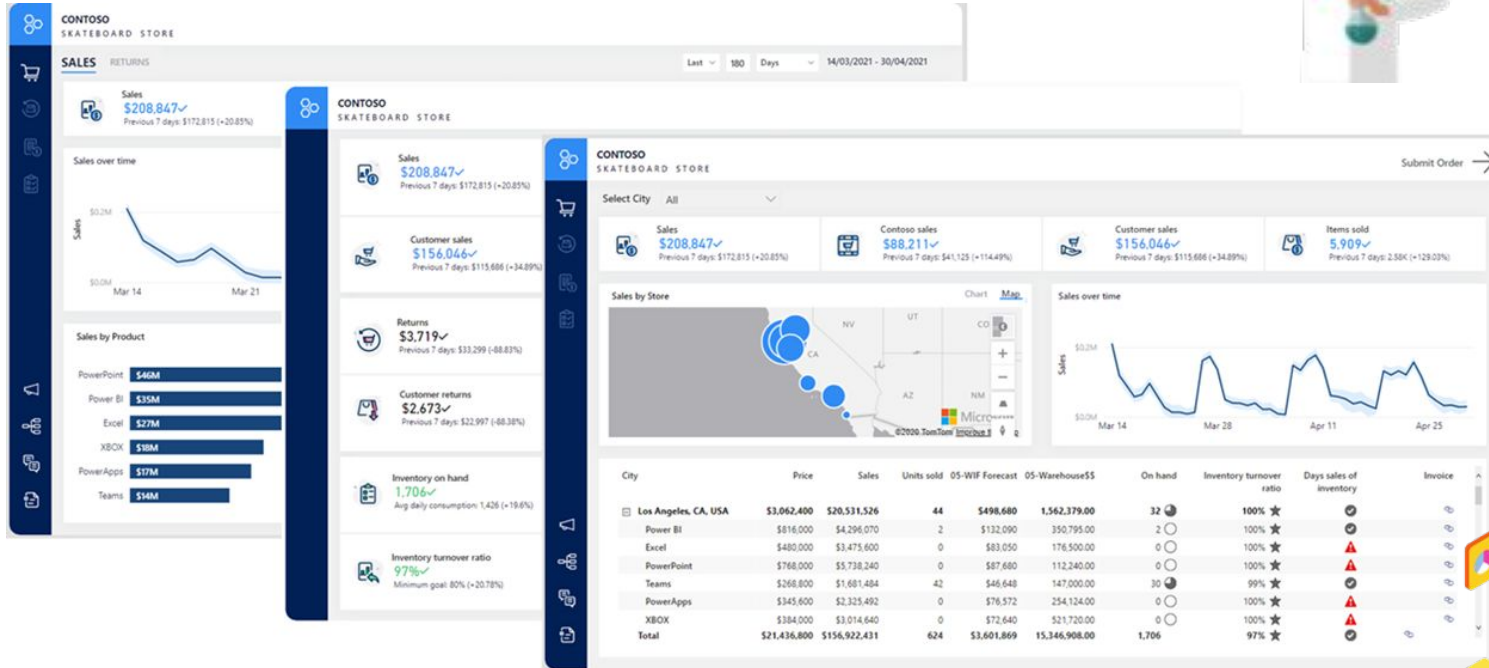 CONTOSO
SKATEBOARD STORE
SALES RETURNS
Last 180 Days 14/03/2021 - 30/04/2021
Sales
$208,847
Previous 7 days: $172,815 (+20.85%)
Sales over time
Sales
$0.2M
$0.0M
Mar 14 Mar 21
Sales by Product
PowerPoint $46M
Power BI $35M
Excel $27M
XBOX $18M
PowerApps $17M
Teams $14M
CONTOSO
SKATEBOARD STORE
Sales
$208,847
Previous 7 days: $172,815 (+20.85%)
Customer sales
$156,046
Previous 7 days: $115,686 (+34.89%)
Returns
$3,719
Previous 7 days: $33,299 (-88.83%)
Customer returns
$2,673
Previous 7 days: $22,997 (-88.38%)
Inventory on hand
1,706
Avg daily consumption: 1,426 (+19.6%)
Inventory turnover ratio
97%
Minimum goal: 80% (+20.78%)
CONTOSO
SKATEBOARD STORE
Submit Order
Select City All
Sales
$208,847
Previous 7 days: $172,815 (+20.85%)
Contoso sales
$88,211
Previous 7 days: $41,125 (+114.49%)
Customer sales
$156,046
Previous 7 days: $115,686 (+34.89%)
Items sold
5,909
Previous 7 days: 2.58K (+129.03%)
Sales by Store
Chart Map
NV UT CO
CA
AZ NM
©2020 TomTom Improve
Sales over time
Sales
$0.2M
$0.0M
Mar 14 Mar 28 Apr 11 Apr 25
City Price Sales Units sold 05-WIF Forecast 05-Warehouse$$ On hand Inventory turnover ratio Days sales of inventory Invoice
Los Angeles, CA, USA $3,062,400 $20,531,526 44 $498,680 1,562,379.00 32 100%
Power BI $816,000 $4,296,070 2 $132,090 350,795.00 2 100%
Excel $480,000 $3,475,600 0 $83,050 176,500.00 0 100%
PowerPoint $768,000 $5,738,240 0 $87,680 112,240.00 0 100%
Teams $268,800 $1,681,484 42 $46,648 147,000.00 30 99%
PowerApps $345,600 $2,325,492 0 $76,572 254,124.00 0 100%
XBOX $384,000 $3,014,640 0 $72,640 521,720.00 0 100%
Total $21,436,800 $156,922,431 624 $3,601,869 15,346,908.00 1,706 97%